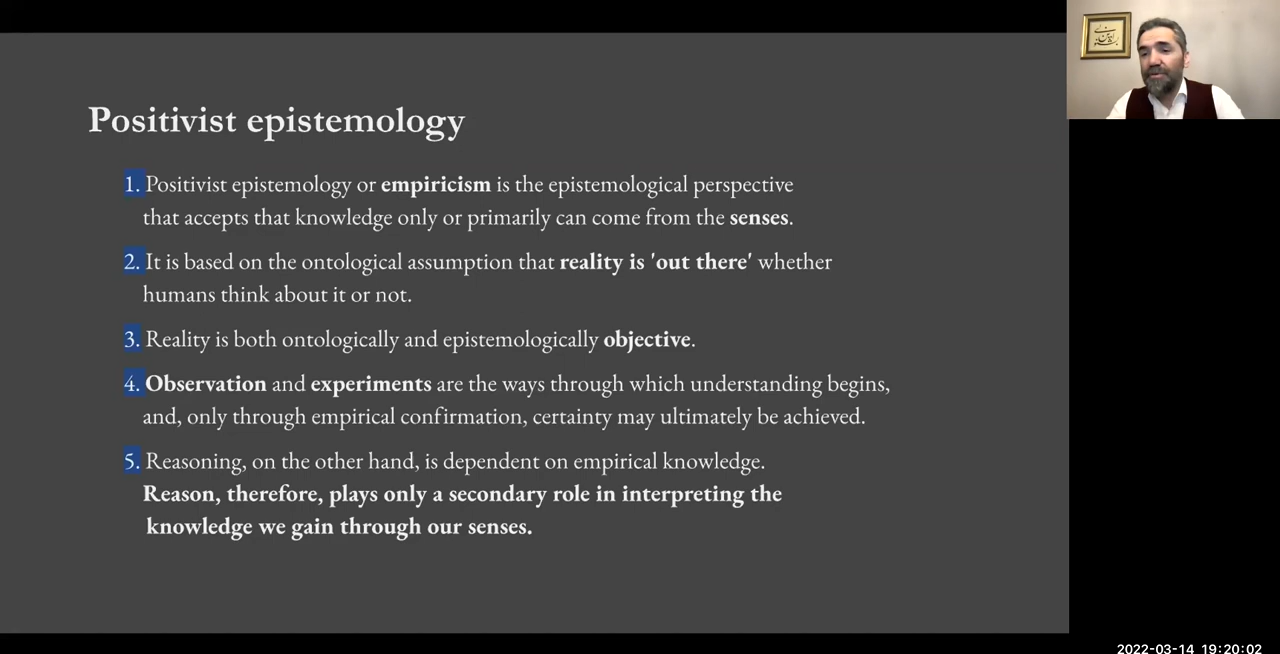 Positivist epistemology
1. Positivist epistemology or empiricism is the epistemological perspective
that accepts that knowledge only or primarily can come from the senses.
2. It is based on the ontological assumption that reality is 'out there' whether
humans think about it or not.
3. Reality is both ontologically and epistemologically objective.
4. Observation and experiments are the ways through which understanding begins,
and, only through empirical confirmation, certainty may ultimately be achieved.
5. Reasoning, on the other hand, is dependent on empirical knowledge.
Reason, therefore, plays only a secondary role in interpreting the
knowledge we gain through our senses.
2022-03-14 19:20:02